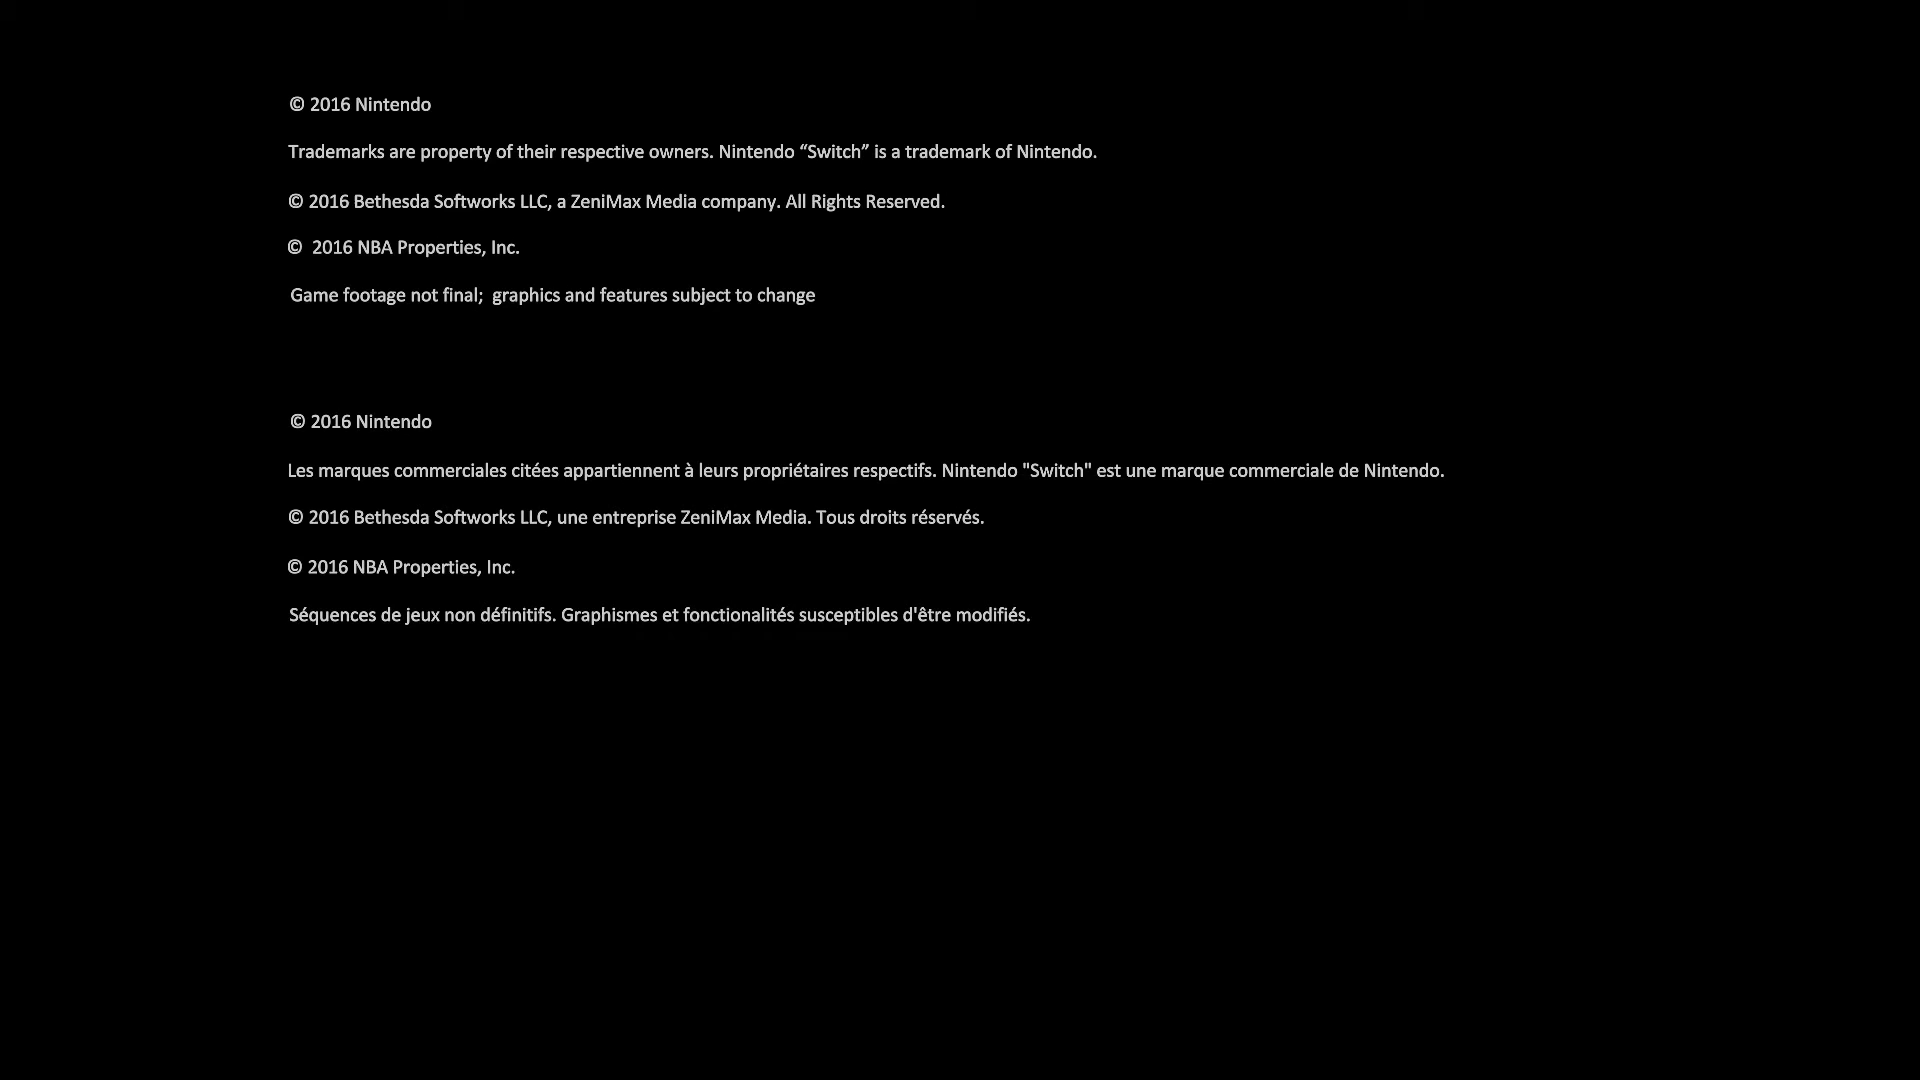 © 2016 Nintendo
Trademarks are property of their respective owners. Nintendo “Switch” is a trademark of Nintendo.
© 2016 Bethesda Softworks LLC, a ZeniMax Media company. All Rights Reserved.
©  2016 NBA Properties, Inc.
Game footage not final;  graphics and features subject to change
© 2016 Nintendo
Les marques commerciales citées appartiennent à leurs propriétaires respectifs. Nintendo "Switch" est une marque commerciale de Nintendo.
© 2016 Bethesda Softworks LLC, une entreprise ZeniMax Media. Tous droits réservés.
© 2016 NBA Properties, Inc.
Séquences de jeux non définitifs. Graphismes et fonctionalités susceptibles d'être modifiés.